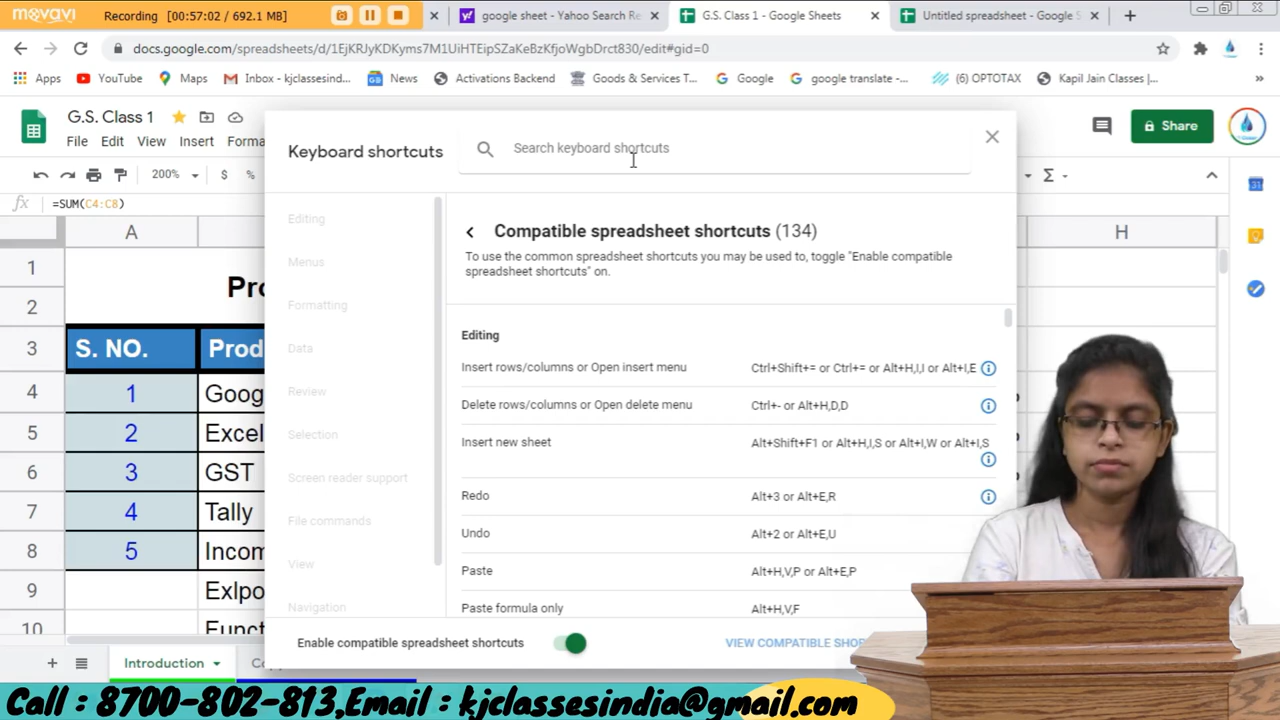 movavi Recording (00:57:02 / 692.1 MB)
google sheet - Yahoo Search Re
G.S. Class 1 - Google Sheets
Untitled spreadsheet - Google S
docs.google.com/spreadsheets/d/1EjKRJyKDKyms7M1UiHTEipSZaKeBzKfjoWgbDrct830/edit#gid=0
Apps YouTube Maps Inbox - kjclassesind... News Activations Backend Goods & Services T... Google google translate -... (6) OPTOTAX Kapil Jain Classes |...
G.S. Class 1
Share
File Edit View Insert Forma
200% $ %
fx =SUM(C4:C8)
A H
1
2 Pro
3 S. NO. Prod
4 1 Goog
5 2 Excel
6 3 GST
7 4 Tally
8 5 Incom
9 Exlpo
10 Funct
Introduction
Keyboard shortcuts
Search keyboard shortcuts
Editing
Menus
Formatting
Data
Review
Selection
Screen reader support
File commands
View
Navigation
Compatible spreadsheet shortcuts (134)
To use the common spreadsheet shortcuts you may be used to, toggle "Enable compatible
spreadsheet shortcuts" on.
Editing
Insert rows/columns or Open insert menu Ctrl+Shift+= or Ctrl+= or Alt+H,I,I or Alt+I,E
Delete rows/columns or Open delete menu Ctrl+- or Alt+H,D,D
Insert new sheet Alt+Shift+F1 or Alt+H,I,S or Alt+I,W or Alt+I,S
Redo Alt+3 or Alt+E,R
Undo Alt+2 or Alt+E,U
Paste Alt+H,V,P or Alt+E,P
Paste formula only Alt+H,V,F
Enable compatible spreadsheet shortcuts
VIEW COMPATIBLE SHOR
Call : 8700-802-813,Email : kjclassesindia@gmail.com